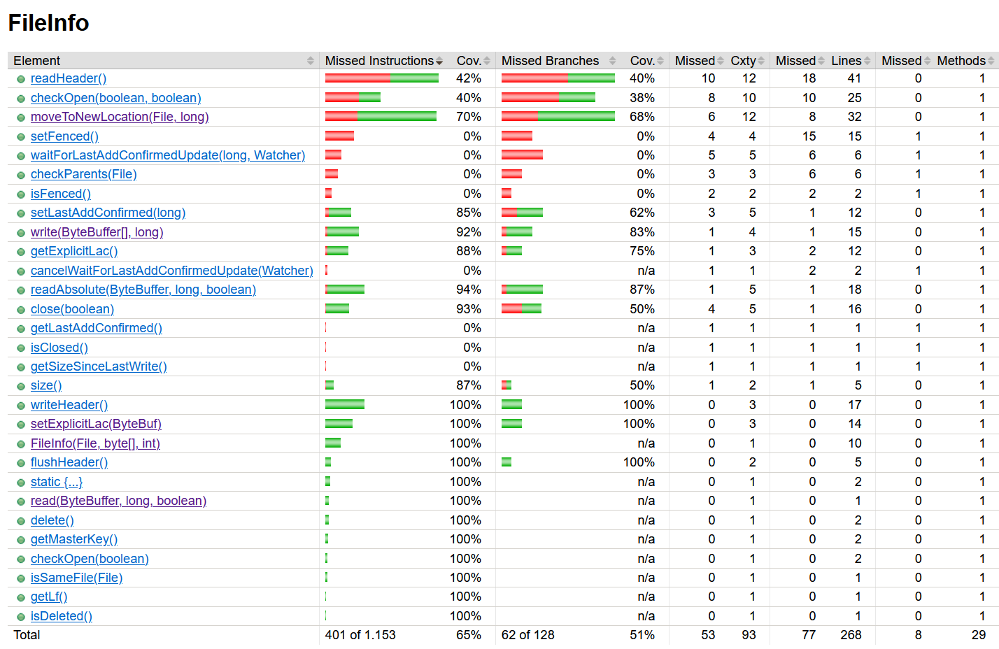 FileInfo
Element Missed Instructions Cov. Missed Branches Cov. Missed Cxty Missed Lines Missed Methods
readHeader() 42% 40% 10 12 18 41 0 1
checkOpen(boolean, boolean) 40% 38% 8 10 10 25 0 1
moveToNewLocation(File, long) 70% 68% 6 12 8 32 0 1
setFenced() 0% 0% 4 4 15 15 1 1
waitForLastAddConfirmedUpdate(long, Watcher) 0% 0% 5 5 6 6 1 1
checkParents(File) 0% 0% 3 3 6 6 1 1
isFenced() 0% 0% 2 2 2 2 1 1
setLastAddConfirmed(long) 85% 62% 3 5 1 12 0 1
write(ByteBuffer[], long) 92% 83% 1 4 1 15 0 1
getExplicitLac() 88% 75% 1 3 2 12 0 1
cancelWaitForLastAddConfirmedUpdate(Watcher) 0% n/a 1 1 2 2 1 1
readAbsolute(ByteBuffer, long, boolean) 94% 87% 1 5 1 18 0 1
close(boolean) 93% 50% 4 5 1 16 0 1
getLastAddConfirmed() 0% n/a 1 1 1 1 1 1
isClosed() 0% n/a 1 1 1 1 1 1
getSizeSinceLastWrite() 0% n/a 1 1 1 1 1 1
size() 87% 50% 1 2 1 5 0 1
writeHeader() 100% 100% 0 3 0 17 0 1
setExplicitLac(ByteBuf) 100% 100% 0 3 0 14 0 1
FileInfo(File, byte[], int) 100% n/a 0 1 0 10 0 1
flushHeader() 100% 100% 0 2 0 5 0 1
static {...} 100% n/a 0 1 0 2 0 1
read(ByteBuffer, long, boolean) 100% n/a 0 1 0 1 0 1
delete() 100% n/a 0 1 0 2 0 1
getMasterKey() 100% n/a 0 1 0 2 0 1
checkOpen(boolean) 100% n/a 0 1 0 2 0 1
isSameFile(File) 100% n/a 0 1 0 1 0 1
getLf() 100% n/a 0 1 0 1 0 1
isDeleted() 100% n/a 0 1 0 1 0 1
Total 401 of 1.153 65% 62 of 128 51% 53 93 77 268 8 29